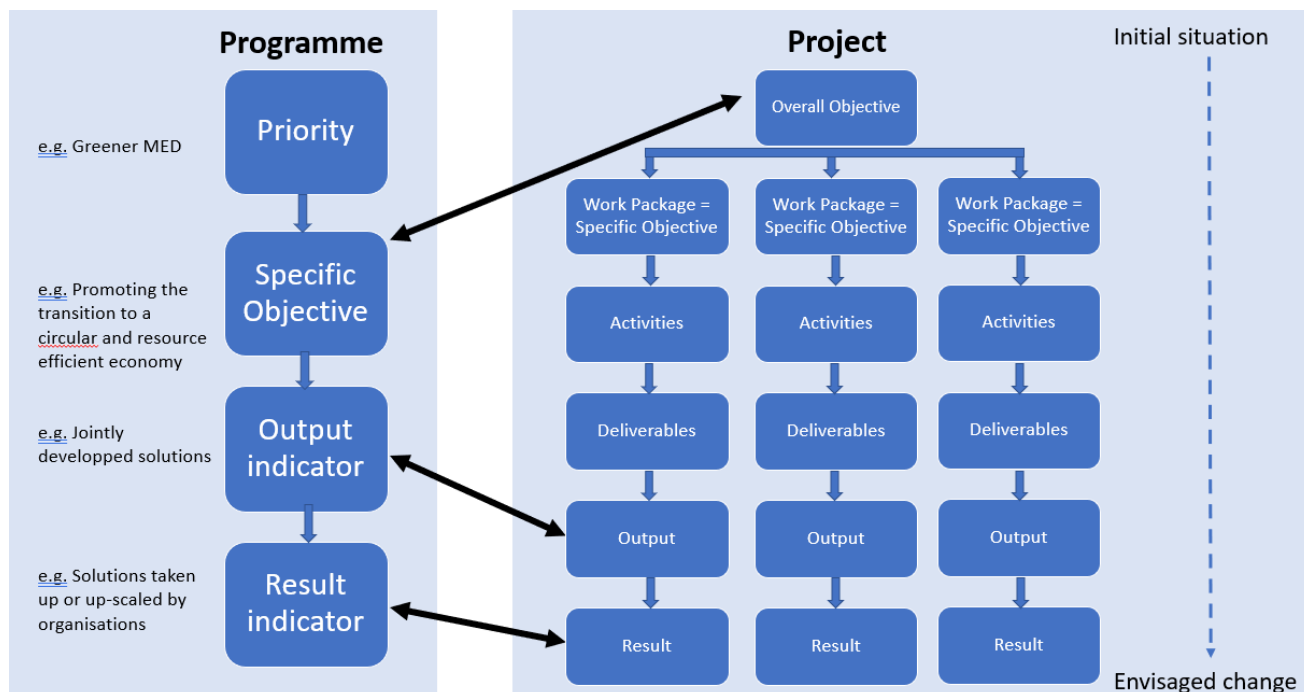 Programme
Priority
e.g. Greener MED
Specific
Objective
e.g. Promoting the
transition to a
circular and resource
efficient economy
Output
indicator
e.g. Jointly
developped solutions
Result
indicator
e.g. Solutions taken
up or up-scaled by
organisations
Project
Initial situation
Overall Objective
Work Package =
Specific Objective
Work Package =
Specific Objective
Work Package =
Specific Objective
Activities
Activities
Activities
Deliverables
Deliverables
Deliverables
Output
Output
Output
Result
Result
Result
Envisaged change